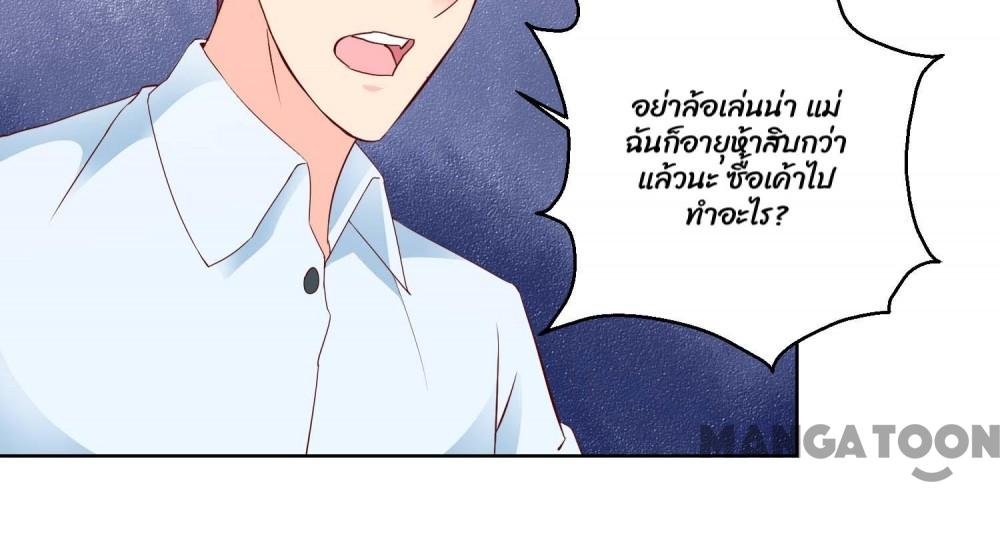 อย่าล้อเล่นน่า แม่
ฉันก็อายุห้าสิบกว่า
แล้วนะ ซื้อเค้าไป
ทำอะไร?
MANGATOON